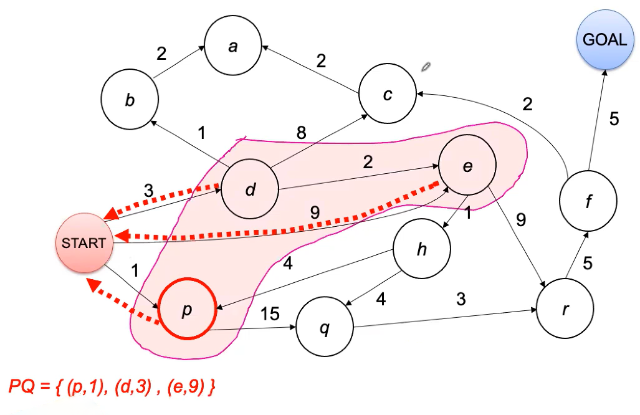 a
GOAL
2
2
b
c
2
5
1
8
d
2
e
3
9
1
9
f
START
h
1
4
5
p
15
4
q
3
r
PQ = { (p,1), (d,3) , (e,9) }